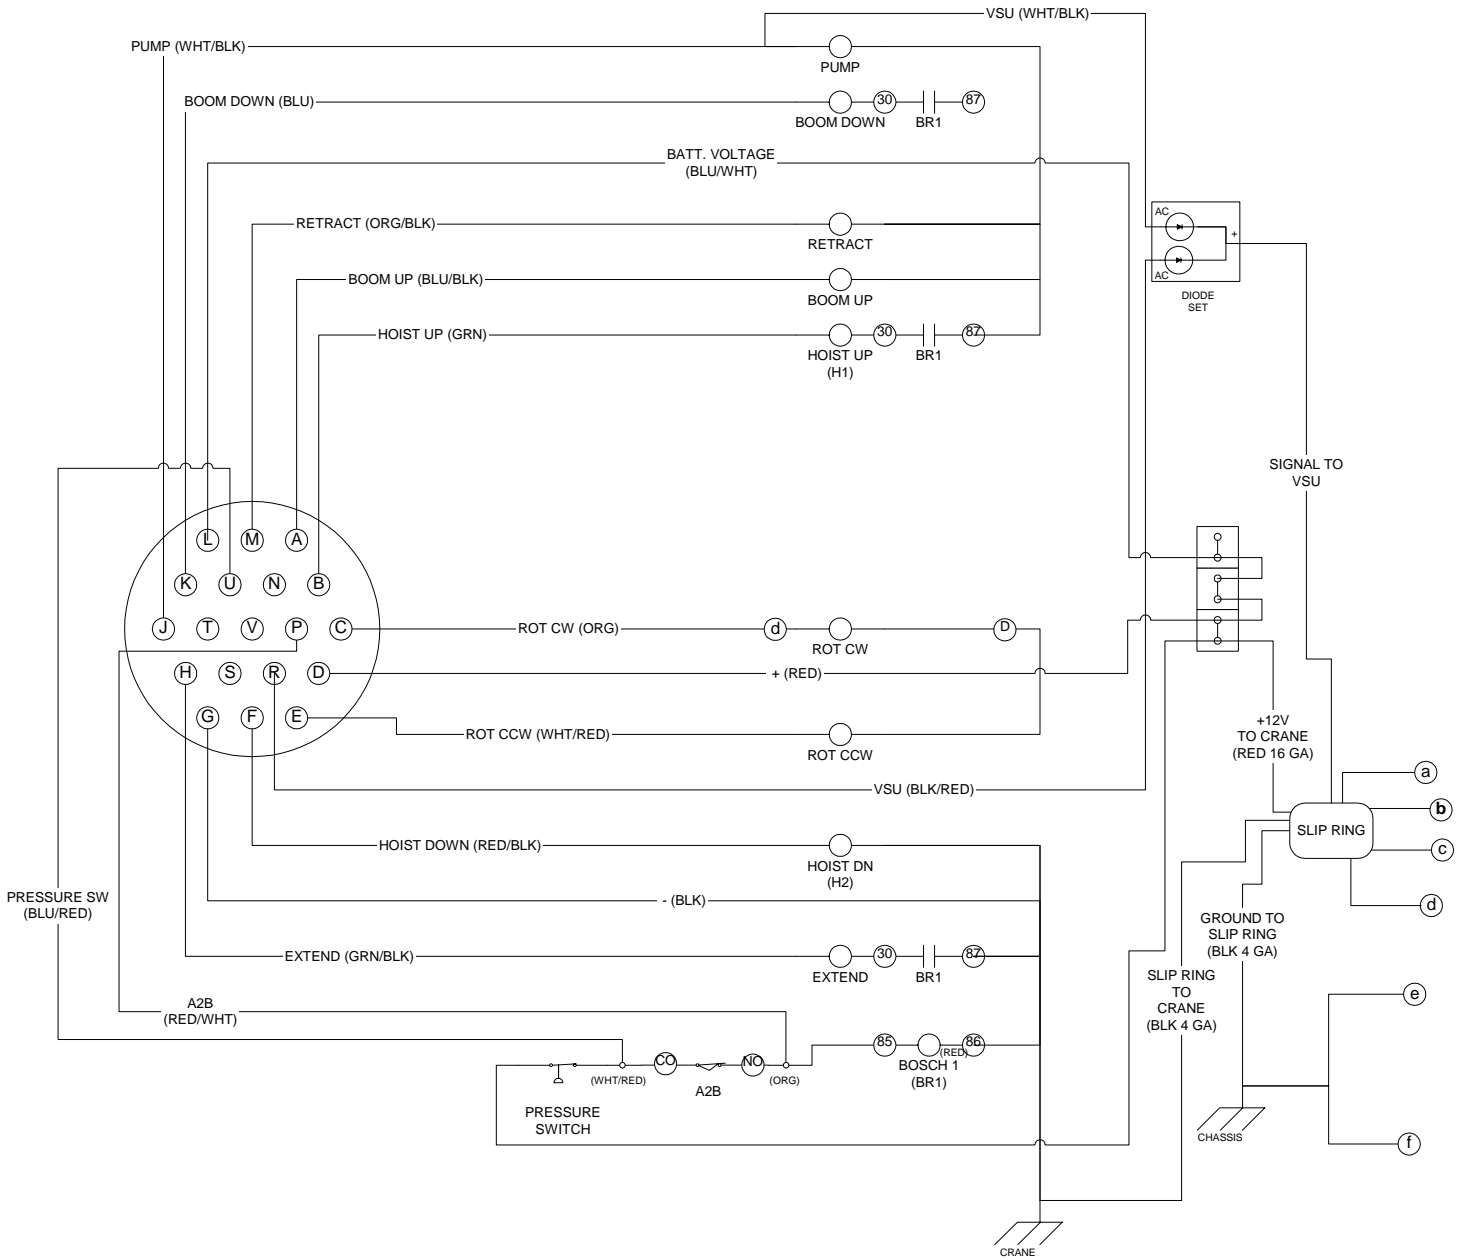 VSU (WHT/BLK)
PUMP (WHT/BLK)
PUMP
BOOM DOWN (BLU)
30
87
BOOM DOWN
BR1
BATT. VOLTAGE
(BLU/WHT)
RETRACT (ORG/BLK)
RETRACT
AC
+
AC
DIODE
SET
BOOM UP (BLU/BLK)
BOOM UP
HOIST UP (GRN)
30
87
HOIST UP
(H1)
BR1
SIGNAL TO
VSU
L
M
A
K
U
N
B
J
T
V
P
C
ROT CW (ORG)
d
D
ROT CW
H
S
R
D
+ (RED)
G
F
E
ROT CCW (WHT/RED)
ROT CCW
+12V
TO CRANE
(RED 16 GA)
VSU (BLK/RED)
a
b
SLIP RING
c
d
HOIST DOWN (RED/BLK)
HOIST DN
(H2)
PRESSURE SW
(BLU/RED)
- (BLK)
GROUND TO
SLIP RING
(BLK 4 GA)
EXTEND (GRN/BLK)
30
87
EXTEND
BR1
SLIP RING
TO
CRANE
(BLK 4 GA)
e
A2B
(RED/WHT)
85
86
(RED)
BOSCH 1
(BR1)
CO
NO
(WHT/RED)
(ORG)
A2B
PRESSURE
SWITCH
CHASSIS
f
CRANE